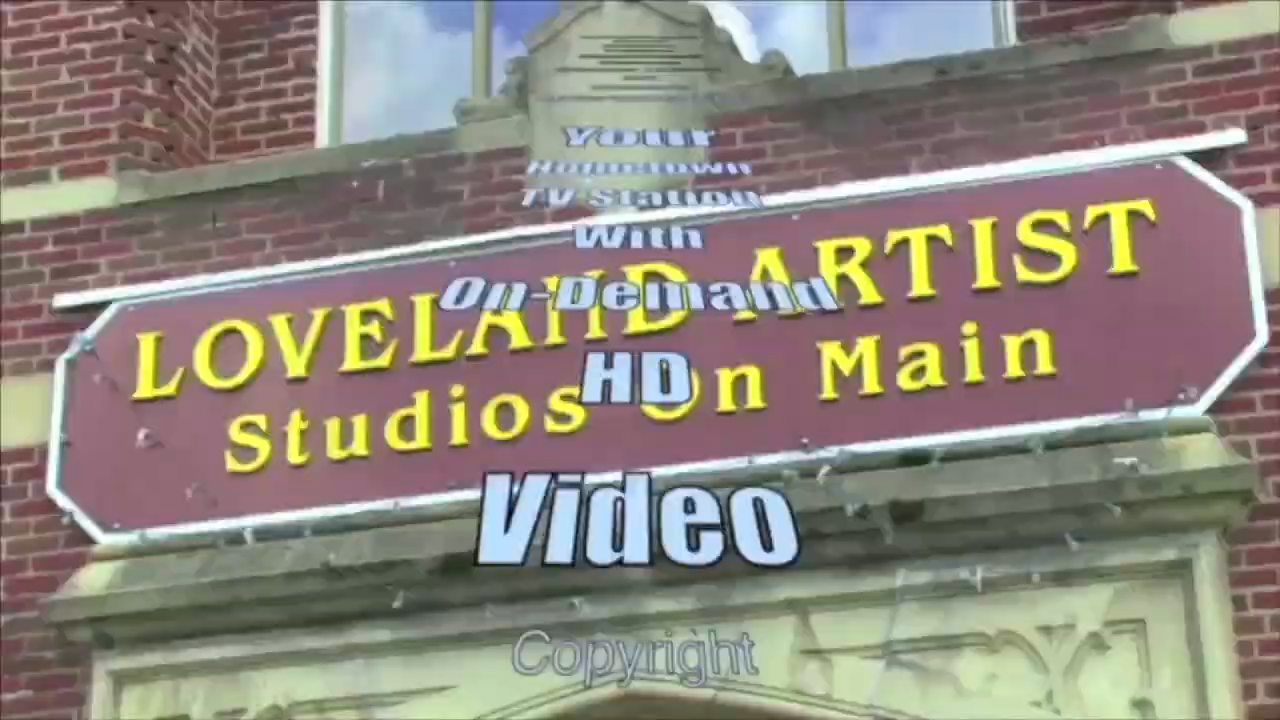 Your
Hometown
TV Station
With
On-Demand
HD
Video
LOVELAND ARTIST
Studios On Main
Copyright